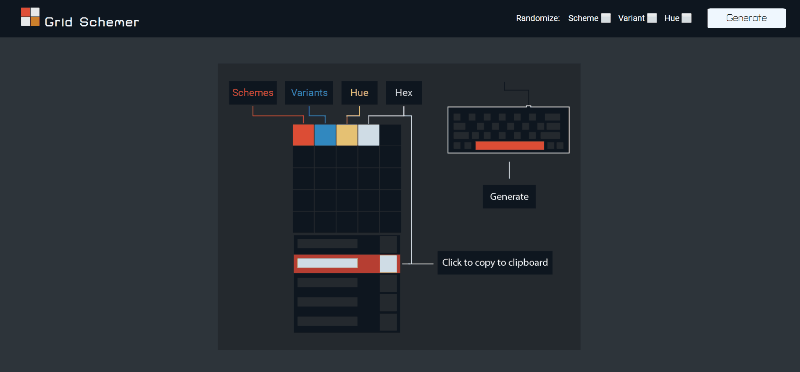 Grid Schemer
Randomize: Scheme Variant Hue Generate
Schemes Variants Hue Hex
Generate
Click to copy to clipboard